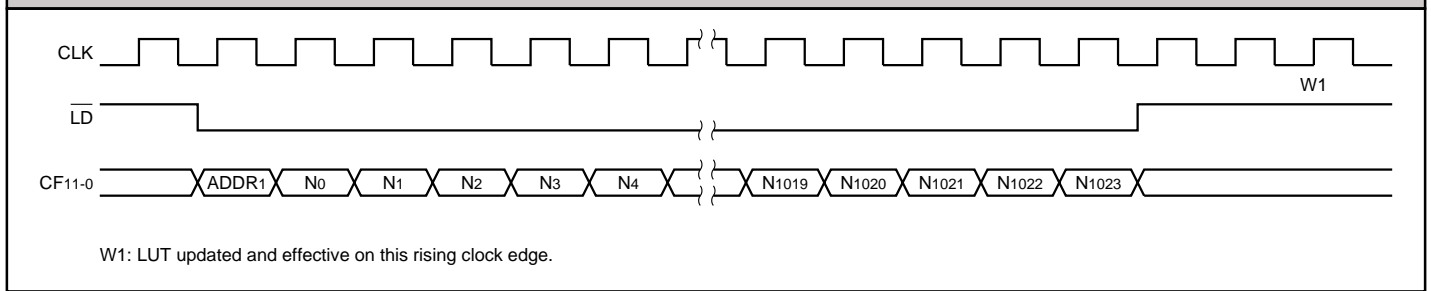 CLK
W1
LD
CF11-0 ADDR1 N0 N1 N2 N3 N4 N1019 N1020 N1021 N1022 N1023
W1: LUT updated and effective on this rising clock edge.